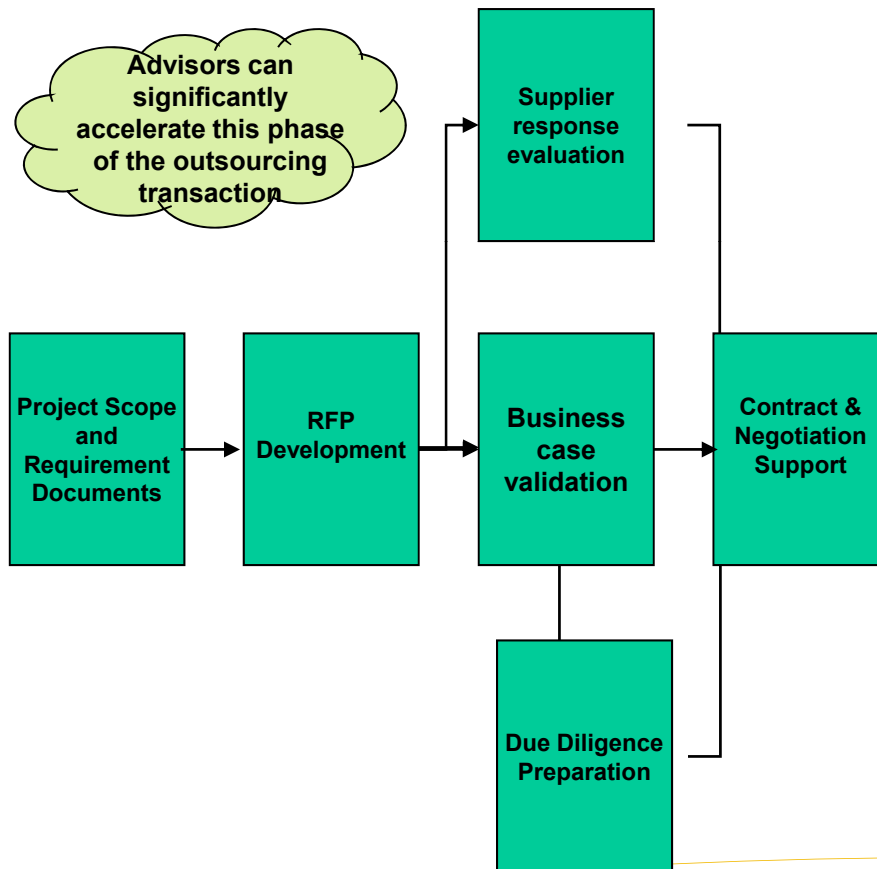 Advisors can
significantly
accelerate this phase
of the outsourcing
transaction
Supplier
response
evaluation
Project Scope
and
Requirement
Documents
RFP
Development
Business
case
validation
Contract &
Negotiation
Support
Due Diligence
Preparation